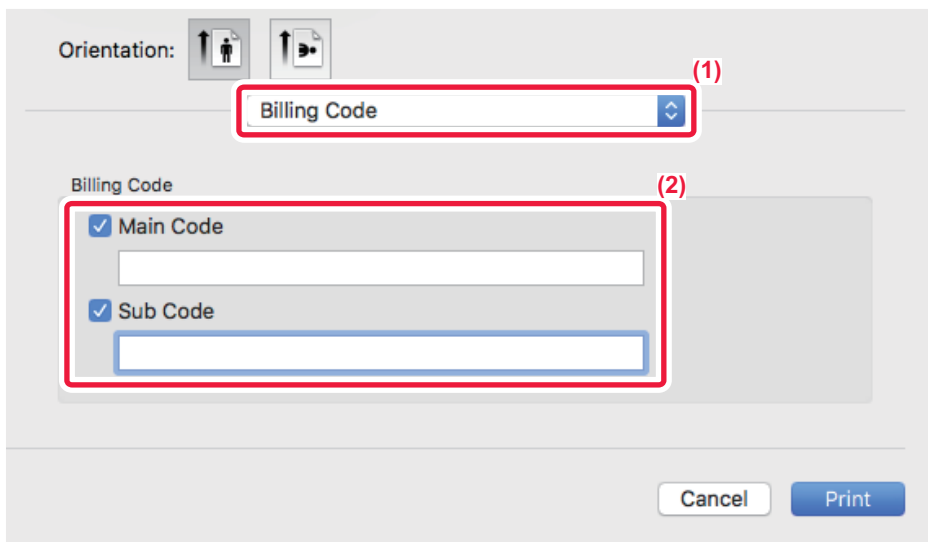 Orientation:
(1)
Billing Code
Billing Code
(2)
Main Code
Sub Code
Cancel Print